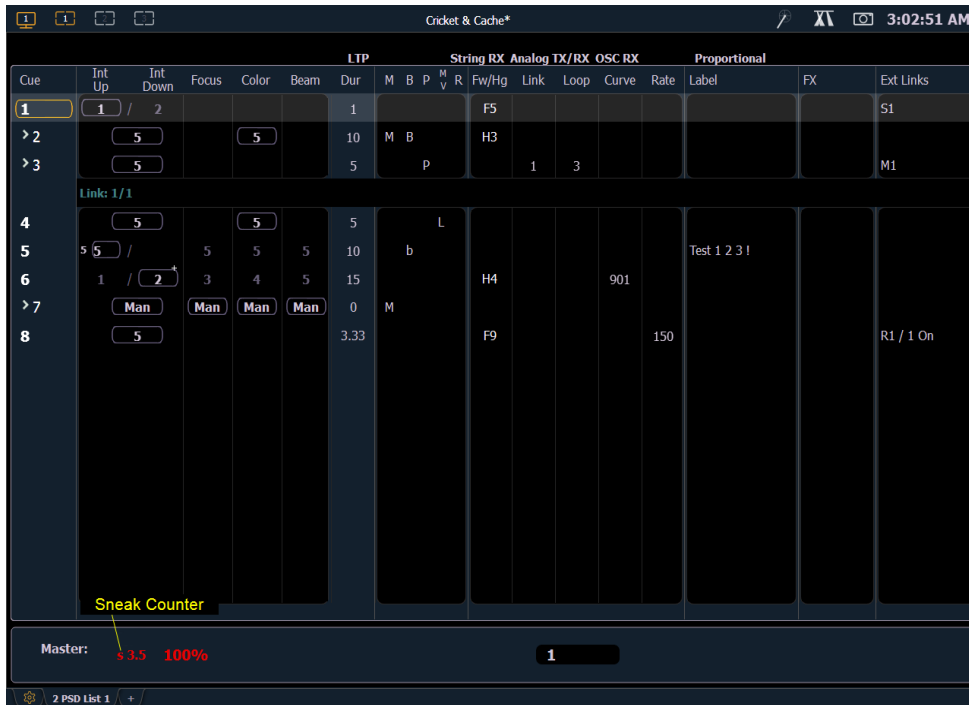 1 1 2 3 Cricket & Cache* 3:02:51 AM
LTP String RX Analog TX/RX OSC RX Proportional
Cue Int Up Int Down Focus Color Beam Dur M B P MV R Fw/Hg Link Loop Curve Rate Label FX Ext Links
1 1 / 2 1 F5 S1
> 2 5 5 10 M B H3
> 3 5 5 P 1 3 M1
Link: 1/1
4 5 5 5 L
5 5 5 / 5 5 5 10 b Test 1 2 3 !
6 1 / 2 + 3 4 5 15 H4 901
> 7 Man Man Man Man 0 M
8 5 3.33 F9 150 R1 / 1 On
Sneak Counter
Master: s 3.5 100% 1
2 PSD List 1 +